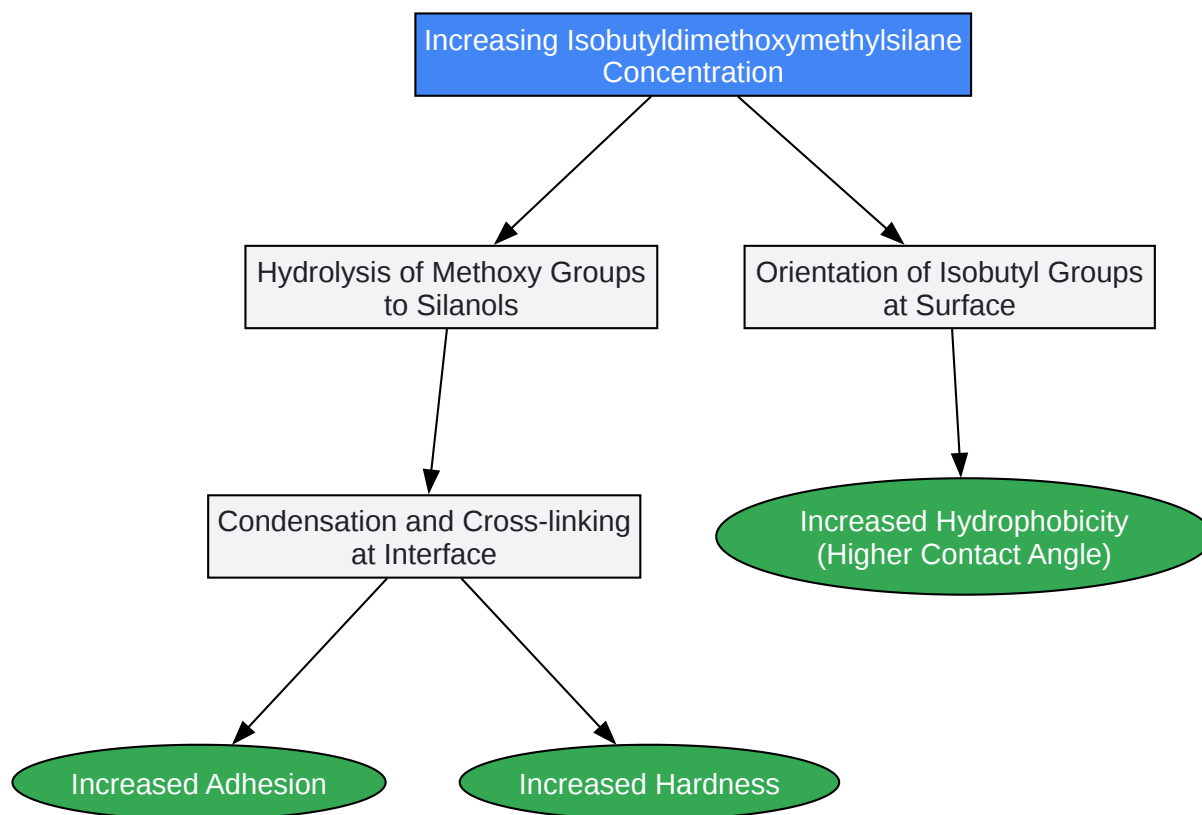 Increasing Isobutyldimethoxymethylsilane
Concentration
Hydrolysis of Methoxy Groups
to Silanols
Orientation of Isobutyl Groups
at Surface
Condensation and Cross-linking
at Interface
Increased Hydrophobicity
(Higher Contact Angle)
Increased Adhesion
Increased Hardness